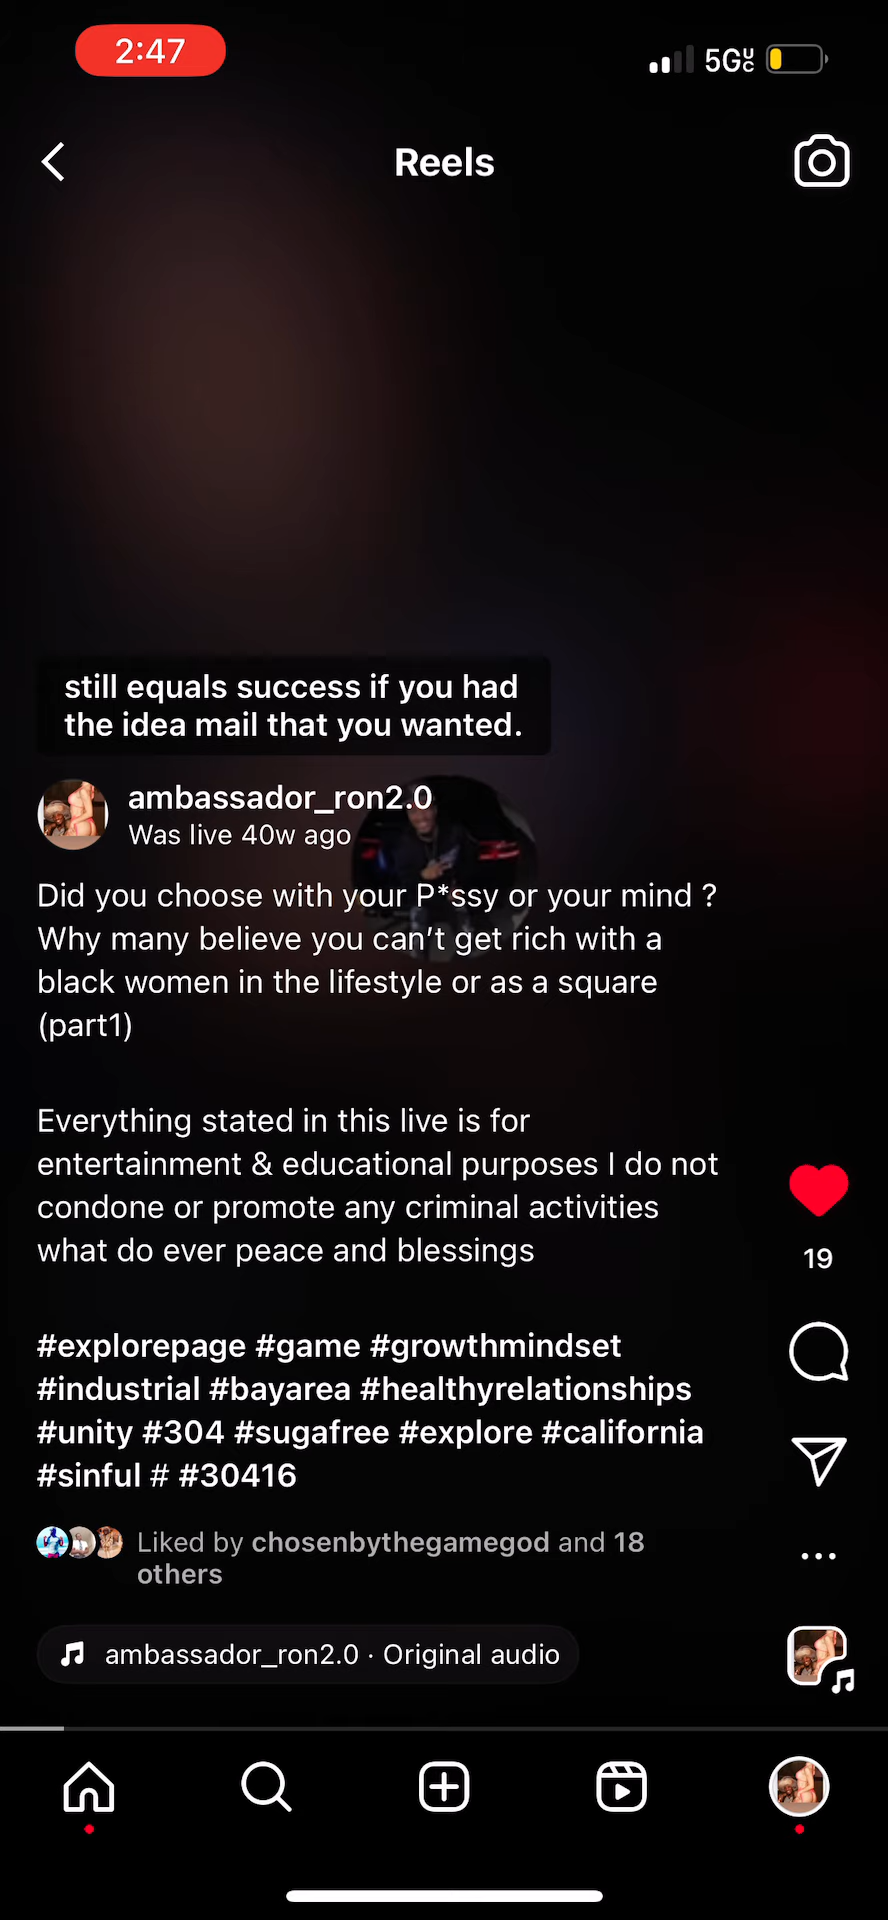 2:47
5G UC
Reels
still equals success if you had
the idea mail that you wanted.
ambassador_ron2.0
Was live 40w ago
Did you choose with your P*ssy or your mind ?
Why many believe you can’t get rich with a
black women in the lifestyle or as a square
(part1)
Everything stated in this live is for
entertainment & educational purposes I do not
condone or promote any criminal activities
what do ever peace and blessings
#explorepage #game #growthmindset
#industrial #bayarea #healthyrelationships
#unity #304 #sugafree #explore #california
#sinful # #30416
19
Liked by chosenbythegamegod and 18
others
ambassador_ron2.0 · Original audio